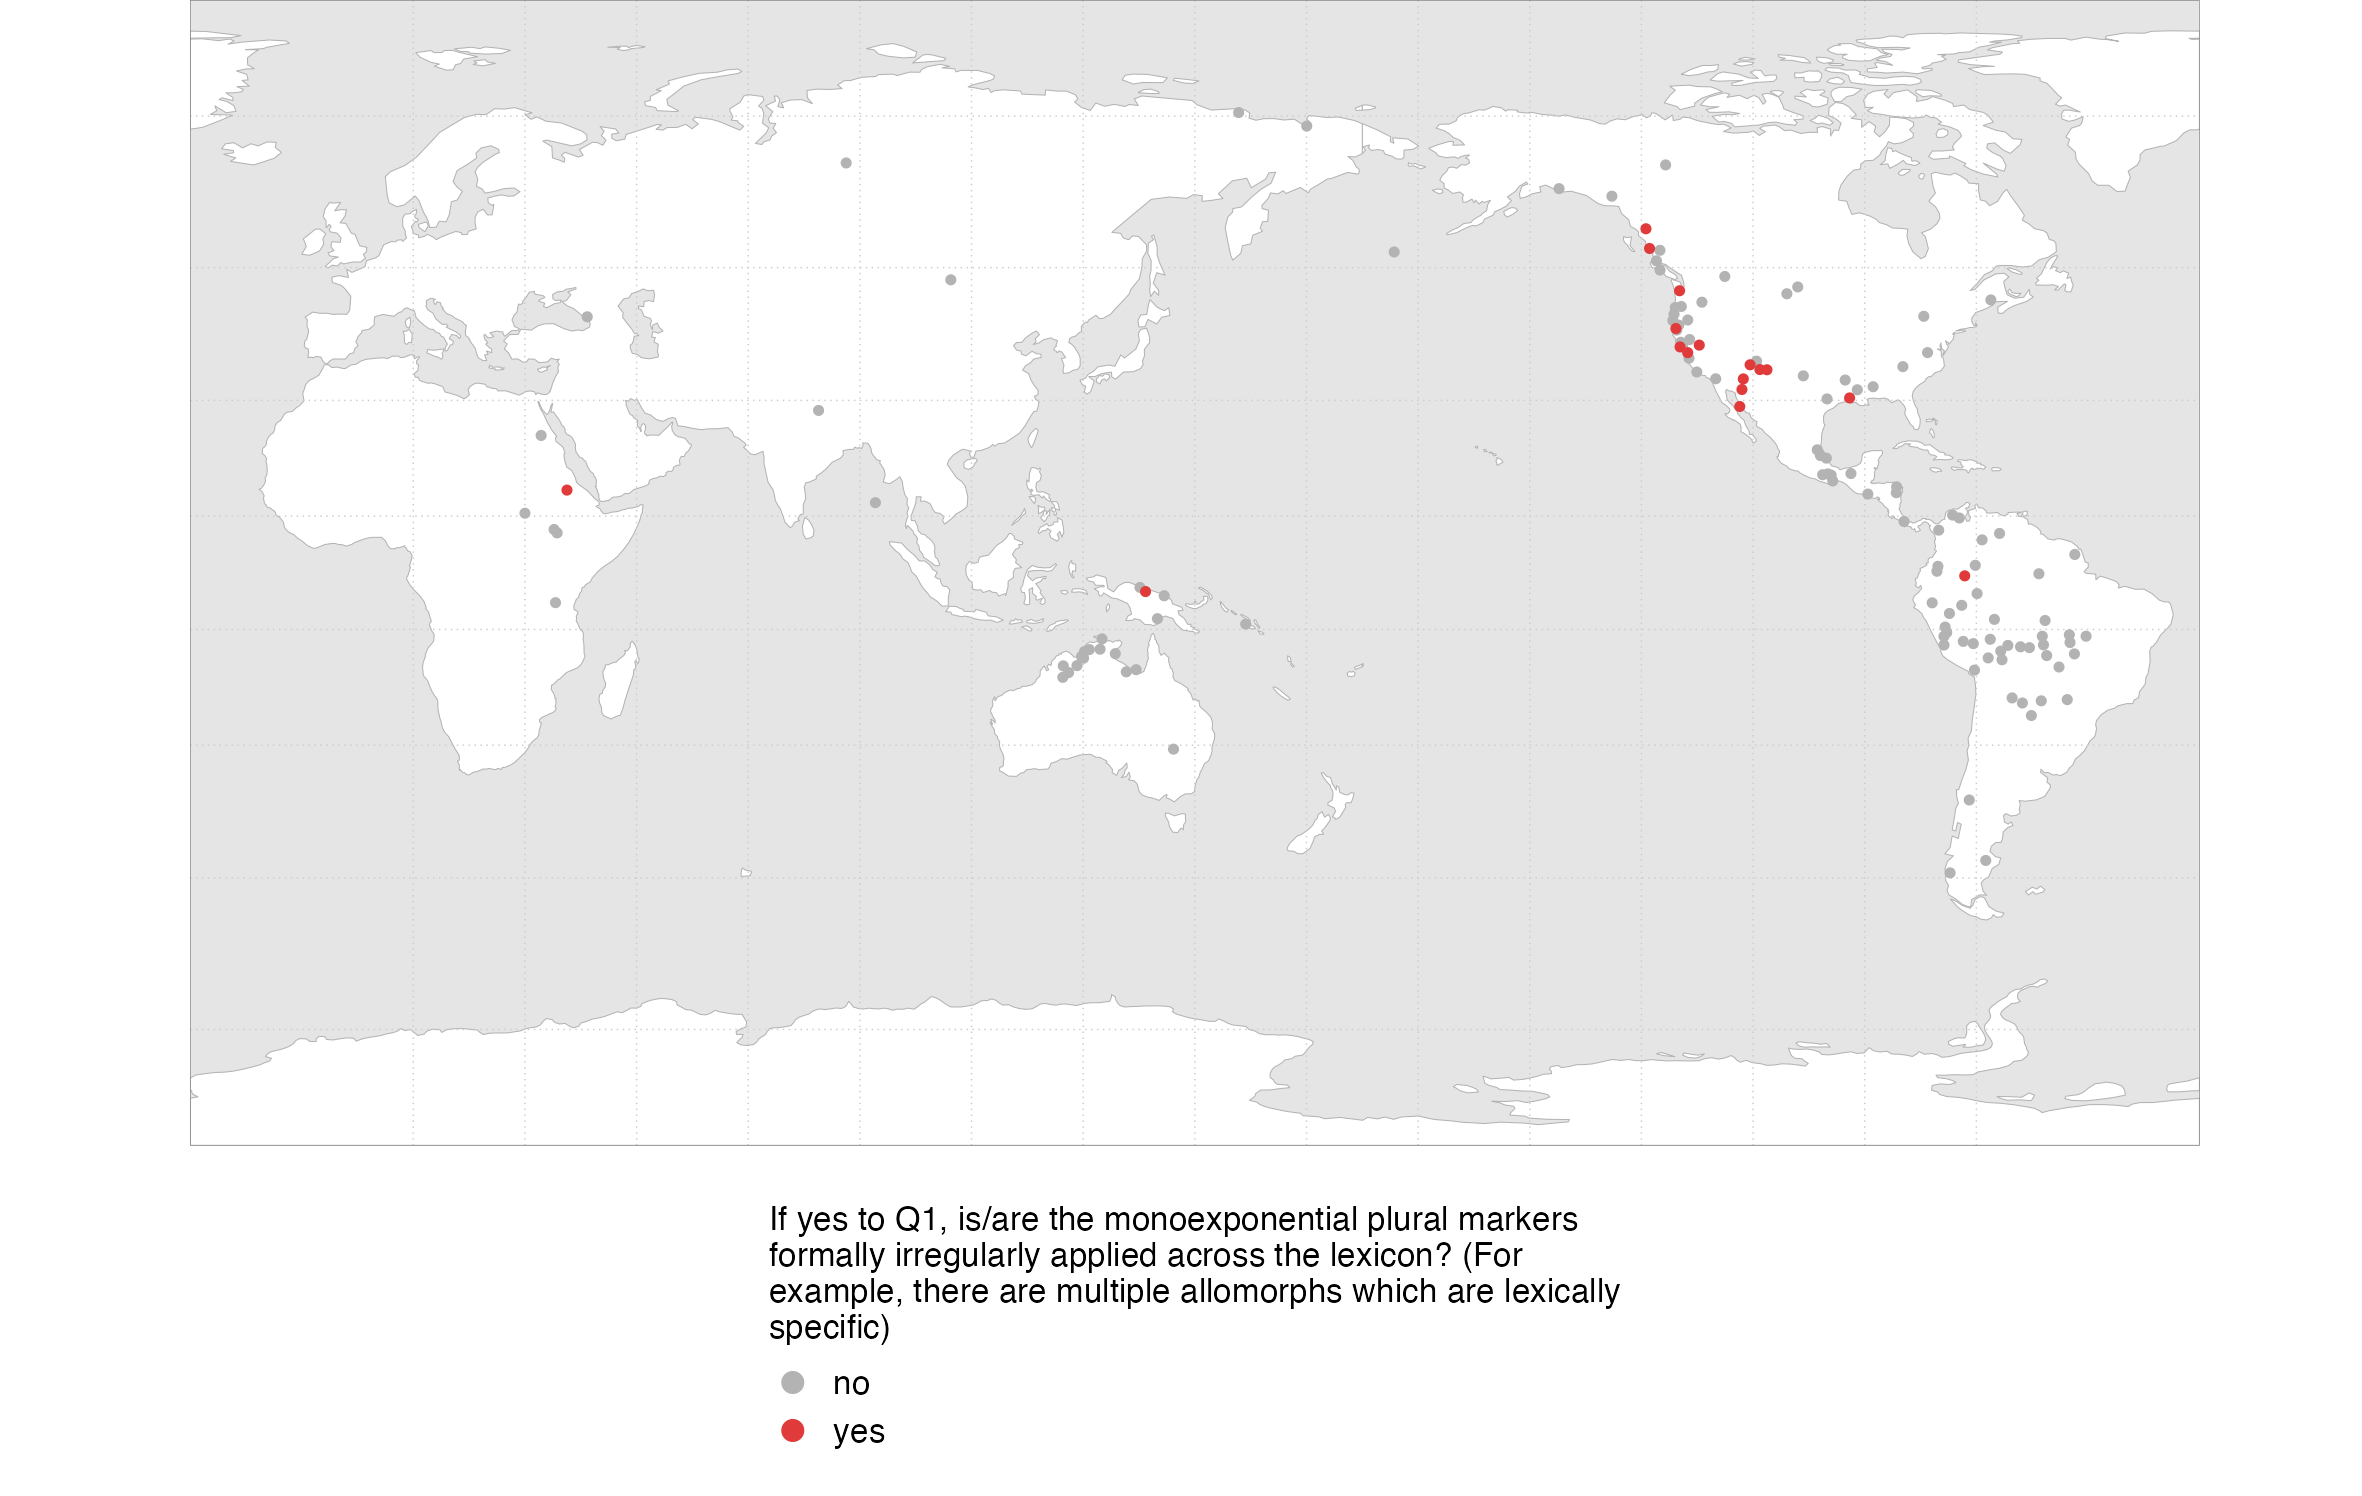 If yes to Q1, is/are the monoexponential plural markers
formally irregularly applied across the lexicon? (For
example, there are multiple allomorphs which are lexically
specific)
no
yes